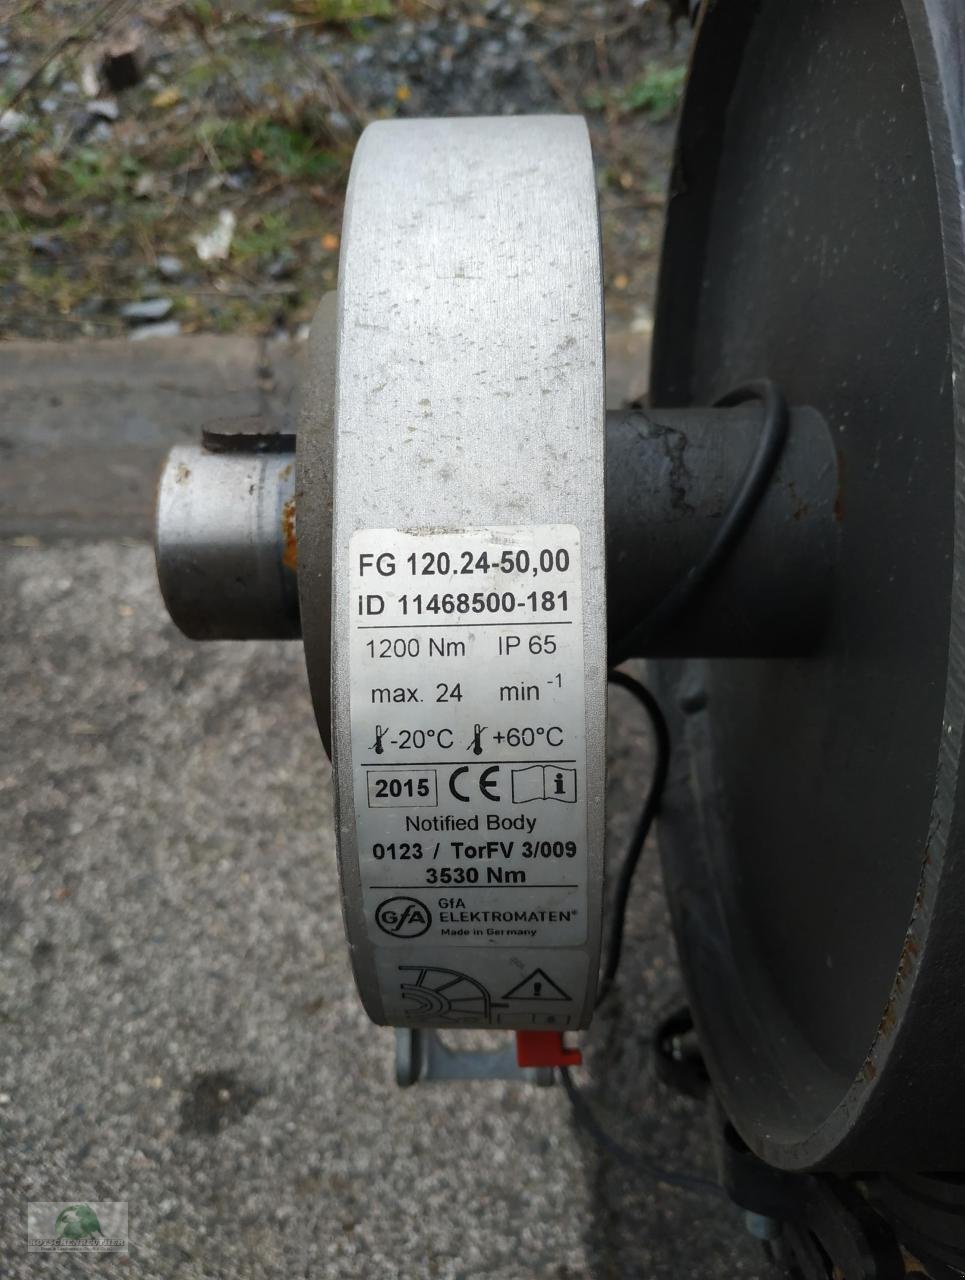 FG 120.24-50,00
ID 11468500-181
1200 Nm IP 65
max. 24 min⁻¹
-20°C +60°C
2015 CE i
Notified Body
0123 / TorFV 3/009
3530 Nm
GfA GfA
ELEKTROMATEN®
Made in Germany
!